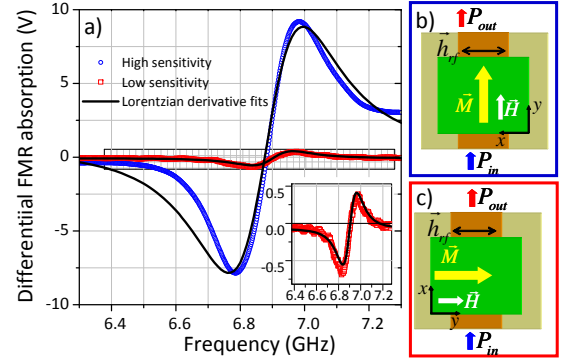 a)
Differentiial FMR absorption (V)
10
5
0
-5
-10
High sensitivity
Low sensitivity
Lorentzian derivative fits
0.5
0.0
-0.5
6.4 6.6 6.8 7.0 7.2
6.4 6.6 6.8 7.0 7.2
Frequency (GHz)
b)
P_out
h_rf
M
H
y
x
P_in
c)
P_out
h_rf
M
x
H
y
P_in